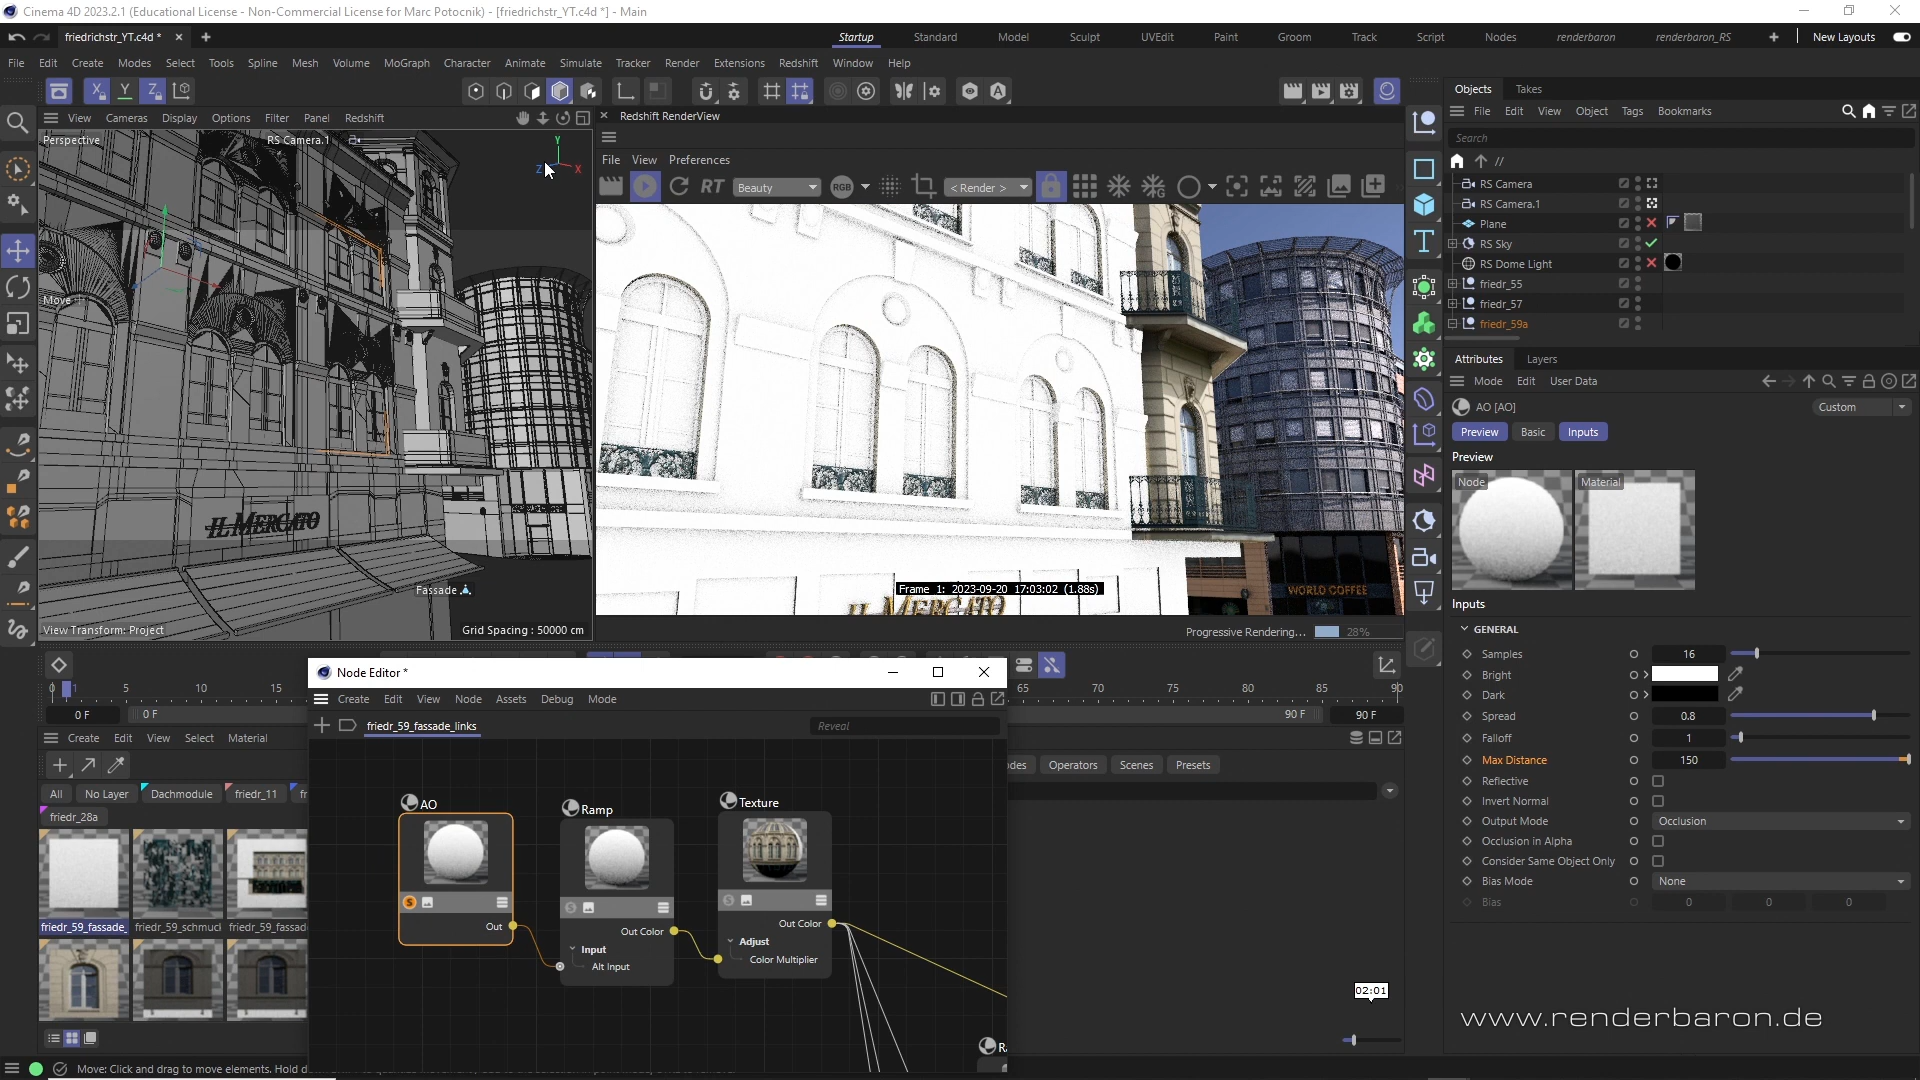 Cinema 4D 2023.2.1 (Educational License - Non-Commercial License for Marc Potocnik) - [friedrichstr_YT.c4d *] - Main
friedrichstr_YT.c4d *
Startup Standard Model Sculpt UVEdit Paint Groom Track Script Nodes renderbaron renderbaron_RS New Layouts
File Edit Create Modes Select Tools Spline Mesh Volume MoGraph Character Animate Simulate Tracker Render Extensions Redshift Window Help
View Cameras Display Options Filter Panel Redshift
Perspective
RS Camera.1
Y
Z
X
Move
IL MERCATO
Fassade
View Transform: Project
Grid Spacing : 50000 cm
Redshift RenderView
File View Preferences
RT
Beauty
RGB
< Render >
WORLD COFFEE
IL MERCATO
Frame 1: 2023-09-20 17:03:02 (1.88s)
Progressive Rendering... 28%
Objects Takes
File Edit View Object Tags Bookmarks
Search
//
RS Camera
RS Camera.1
Plane
RS Sky
RS Dome Light
friedr_55
friedr_57
friedr_59a
Attributes Layers
Mode Edit User Data
AO [AO]
Custom
Preview Basic Inputs
Preview
Node
Material
Inputs
GENERAL
Samples 16
Bright
Dark
Spread 0.8
Falloff 1
Max Distance 150
Reflective
Invert Normal
Output Mode Occlusion
Occlusion in Alpha
Consider Same Object Only
Bias Mode None
Bias 0 0 0
www.renderbaron.de
0 1 5 10 15
65 70 75 80 85 90
0 F 0 F
90 F 90 F
Create Edit View Select Material
All No Layer Dachmodule friedr_11 fr
friedr_28a
friedr_59_fassade_ friedr_59_schmuck friedr_59_fassad
Node Editor *
Create Edit View Node Assets Debug Mode
friedr_59_fassade_links
Reveal
AO
Out
Ramp
Out Color
Input
Alt Input
Texture
Out Color
Adjust
Color Multiplier
Operators Scenes Presets
02:01
Move: Click and drag to move elements. Hold